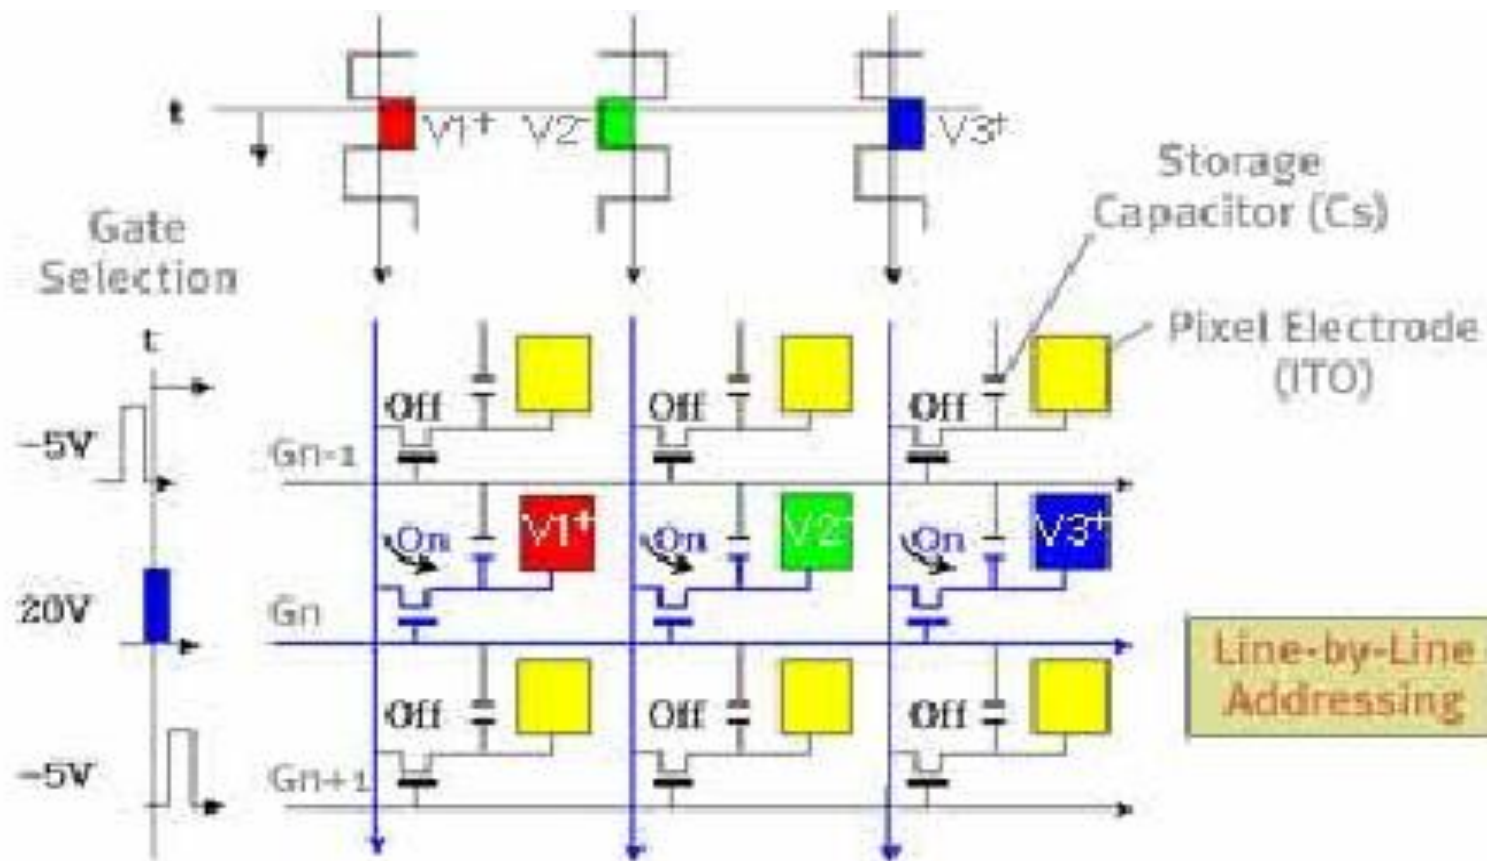 t
V1+ V2- V3+
Storage
Capacitor (Cs)
Gate
Selection
t
Pixel Electrode
(ITO)
Off Off Off
-5V
Gn-1
V1+ V2- V3+
On On On
20V
Gn
Line-by-Line
Addressing
Off Off Off
-5V
Gn+1